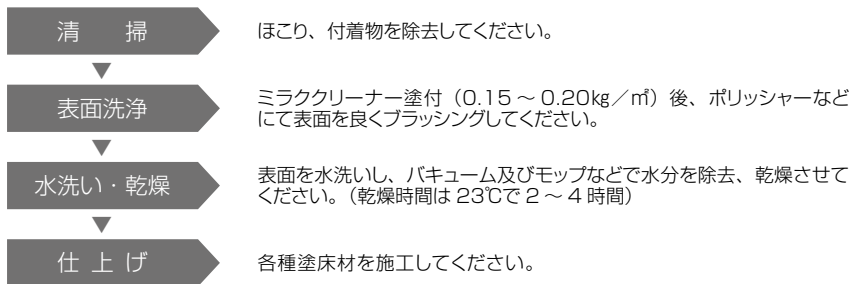 清　掃
ほこり、付着物を除去してください。
表面洗浄
ミラククリーナー塗付（0.15～0.20㎏／㎡）後、ポリッシャーなど
にて表面を良くブラッシングしてください。
水洗い・乾燥
表面を水洗いし、バキューム及びモップなどで水分を除去、乾燥させて
ください。（乾燥時間は23℃で2～4時間）
仕上げ
各種塗床材を施工してください。